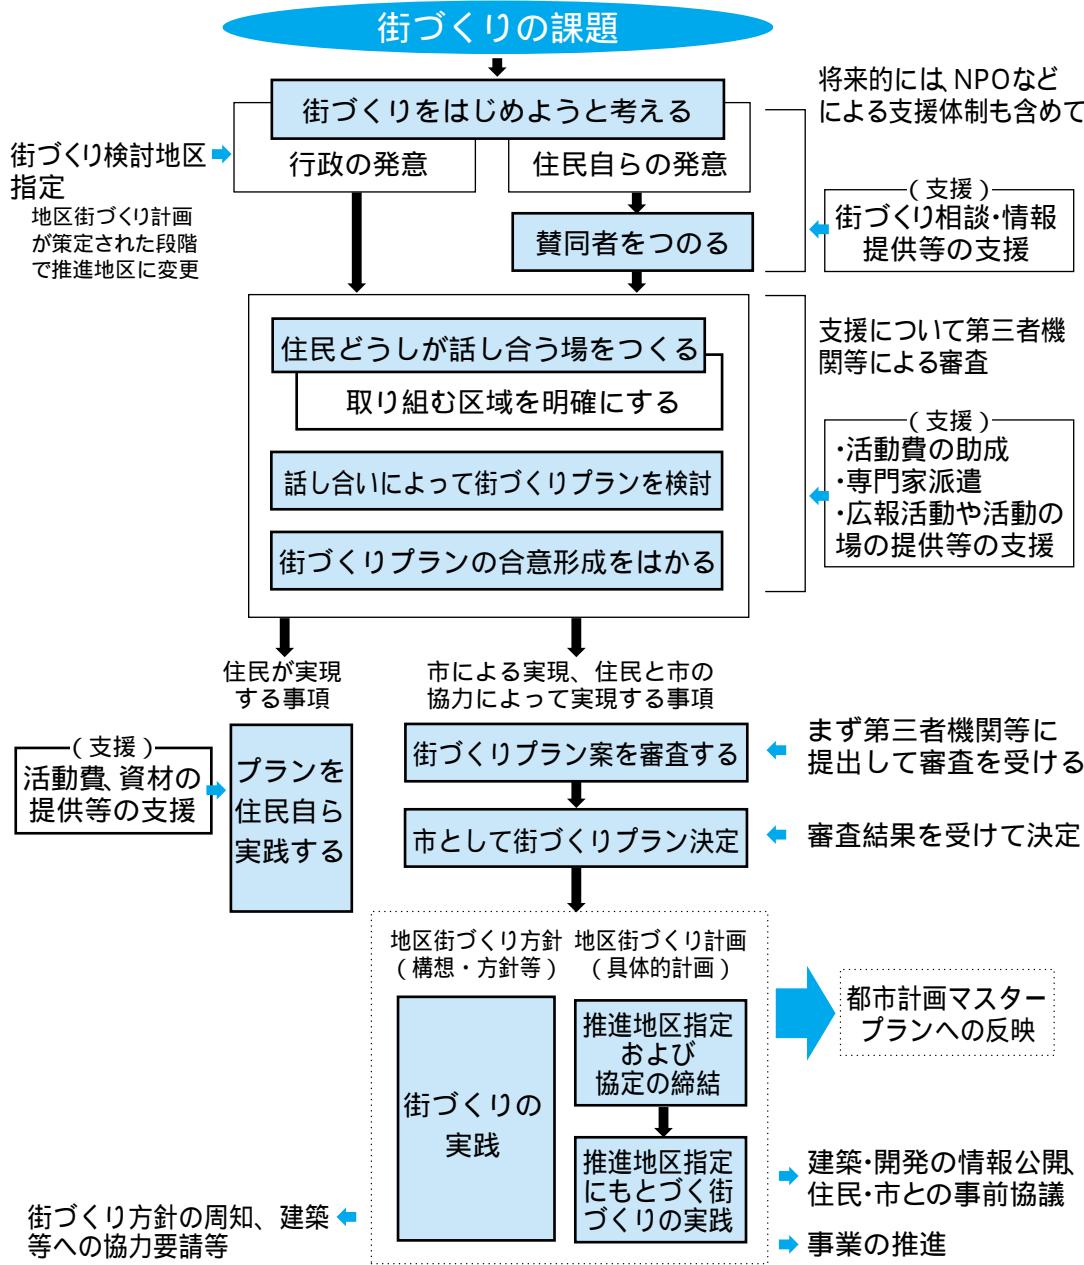 街づくりの課題
街づくりをはじめようと考える
行政の発意
住民自らの発意
街づくり検討地区
指定
地区街づくり計画
が策定された段階
で推進地区に変更
賛同者をつのる
将来的には、NPOなど
による支援体制も含めて
(支援)
街づくり相談・情報
提供等の支援
住民どうしが話し合う場をつくる
取り組む区域を明確にする
話し合いによって街づくりプランを検討
街づくりプランの合意形成をはかる
支援について第三者機
関等による審査
(支援)
・活動費の助成
・専門家派遣
・広報活動や活動の
場の提供等の支援
住民が実現
する事項
市による実現、住民と市の
協力によって実現する事項
(支援)
活動費、資材の
提供等の支援
プランを
住民自ら
実践する
街づくりプラン案を審査する
まず第三者機関等に
提出して審査を受ける
市として街づくりプラン決定
審査結果を受けて決定
地区街づくり方針
(構想・方針等)
地区街づくり計画
(具体的計画)
街づくりの
実践
推進地区指定
および
協定の締結
推進地区指定
にもとづく街
づくりの実践
都市計画マスター
プランへの反映
建築・開発の情報公開、
住民・市との事前協議
事業の推進
街づくり方針の周知、建築
等への協力要請等